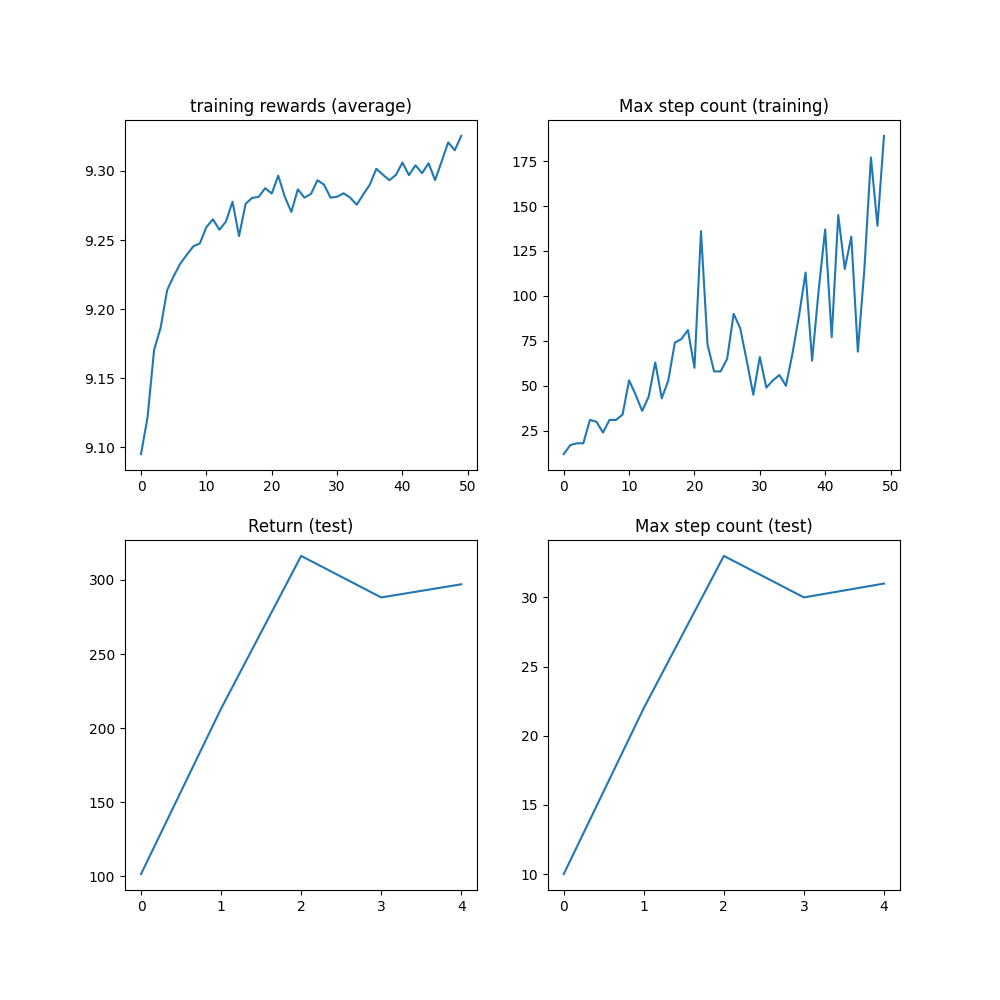 training rewards (average)
9.30
9.25
9.20
9.15
9.10
0 10 20 30 40 50
Max step count (training)
175
150
125
100
75
50
25
0 10 20 30 40 50
Return (test)
300
250
200
150
100
0 1 2 3 4
Max step count (test)
30
25
20
15
10
0 1 2 3 4